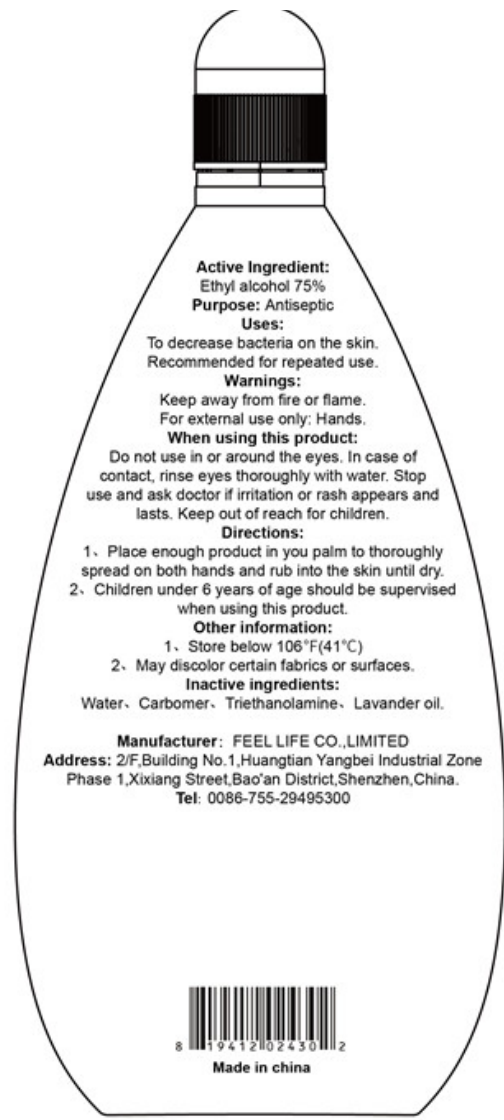 Active Ingredient:
Ethyl alcohol 75%
Purpose: Antiseptic
Uses:
To decrease bacteria on the skin.
Recommended for repeated use.
Warnings:
Keep away from fire or flame.
For external use only: Hands.
When using this product:
Do not use in or around the eyes. In case of
contact, rinse eyes thoroughly with water. Stop
use and ask doctor if irritation or rash appears and
lasts. Keep out of reach for children.
Directions:
1、Place enough product in you palm to thoroughly
spread on both hands and rub into the skin until dry.
2、Children under 6 years of age should be supervised
when using this product.
Other information:
1、Store below 106°F(41℃)
2、May discolor certain fabrics or surfaces.
Inactive ingredients:
Water、Carbomer、Triethanolamine、Lavander oil.
Manufacturer: FEEL LIFE CO.,LIMITED
Address: 2/F,Building No.1,Huangtian Yangbei Industrial Zone
Phase 1,Xixiang Street,Bao'an District,Shenzhen,China.
Tel: 0086-755-29495300
8 19412 02430 2
Made in china